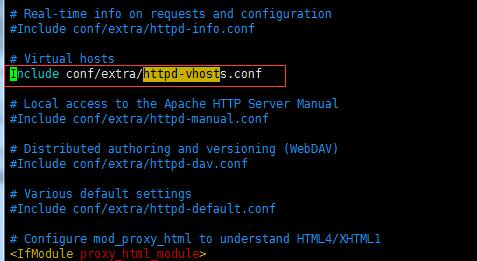 # Real-time info on requests and configuration
#Include conf/extra/httpd-info.conf
# Virtual hosts
Include conf/extra/httpd-vhosts.conf
# Local access to the Apache HTTP Server Manual
#Include conf/extra/httpd-manual.conf
# Distributed authoring and versioning (WebDAV)
#Include conf/extra/httpd-dav.conf
# Various default settings
#Include conf/extra/httpd-default.conf
# Configure mod_proxy_html to understand HTML4/XHTML1
<IfModule proxy_html_module>